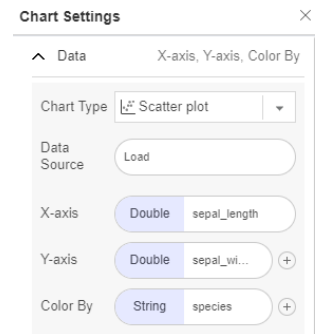 Chart Settings
Data X-axis, Y-axis, Color By
Chart Type Scatter plot
Data
Source
Load
X-axis Double sepal_length
Y-axis Double sepal_wi...
Color By String species